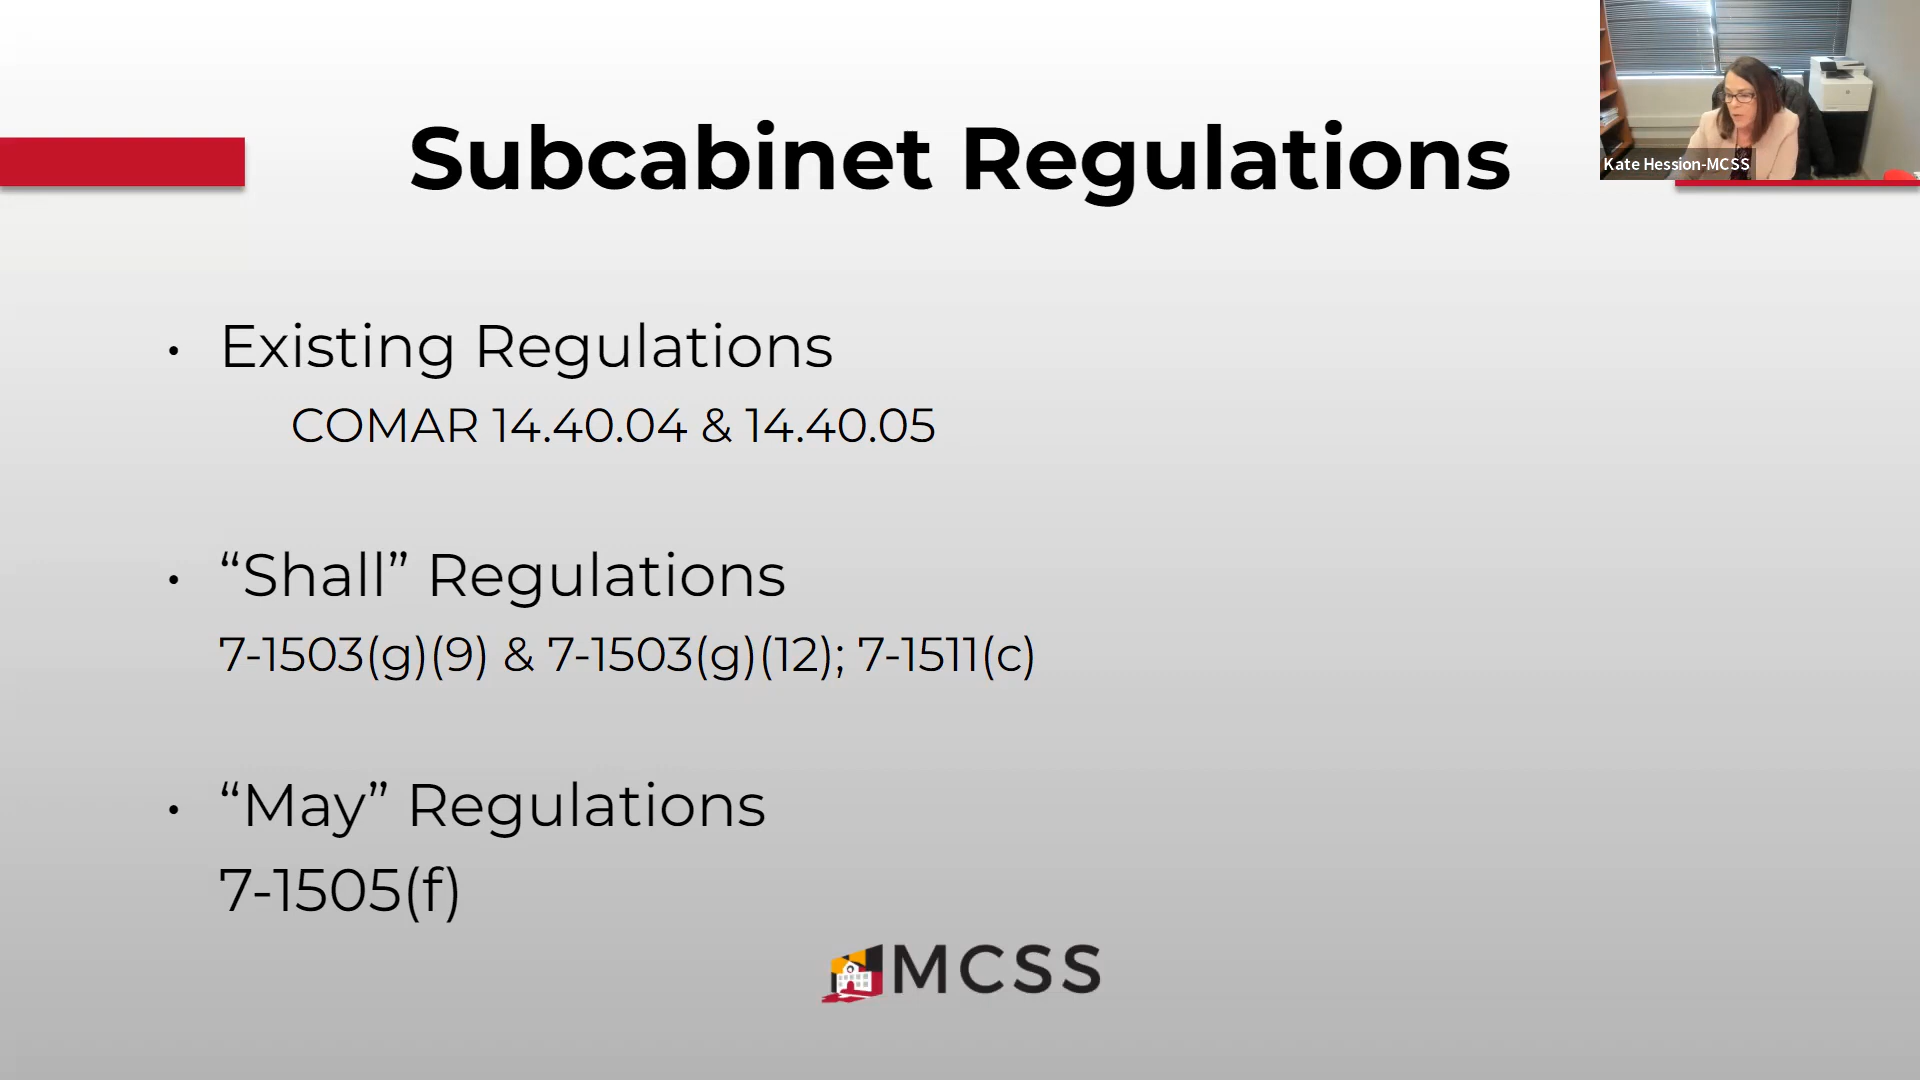 Subcabinet Regulations
Kate Hession-MCSS
• Existing Regulations
COMAR 14.40.04 & 14.40.05
• “Shall” Regulations
7-1503(g)(9) & 7-1503(g)(12); 7-1511(c)
• “May” Regulations
7-1505(f)
MCSS